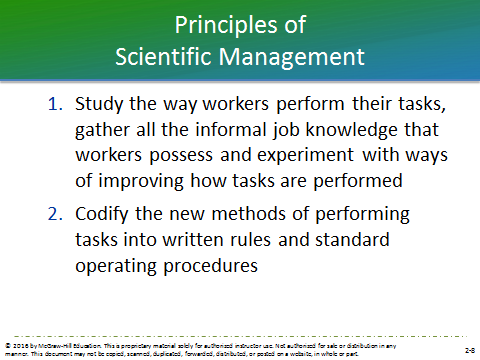 Principles of
Scientific Management
1. Study the way workers perform their tasks,
gather all the informal job knowledge that
workers possess and experiment with ways
of improving how tasks are performed
2. Codify the new methods of performing
tasks into written rules and standard
operating procedures
© 2016 by McGraw-Hill Education. This is proprietary material solely for authorized instructor use. Not authorized for sale or distribution in any
manner. This document may not be copied, scanned, duplicated, forwarded, distributed, or posted on a website, in whole or part.
2-8